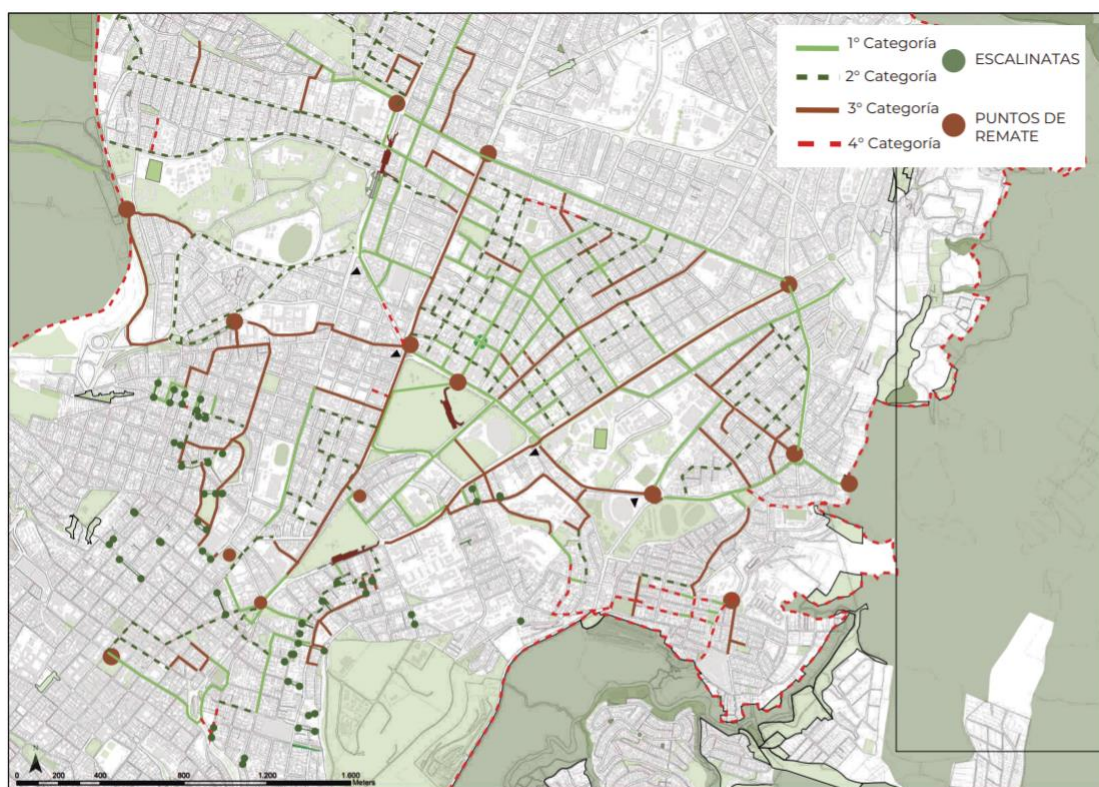 1° Categoría
2° Categoría
3° Categoría
4° Categoría
ESCALINATAS
PUNTOS DE
REMATE
N
0 200 400 800 1.200 1.600
Meters